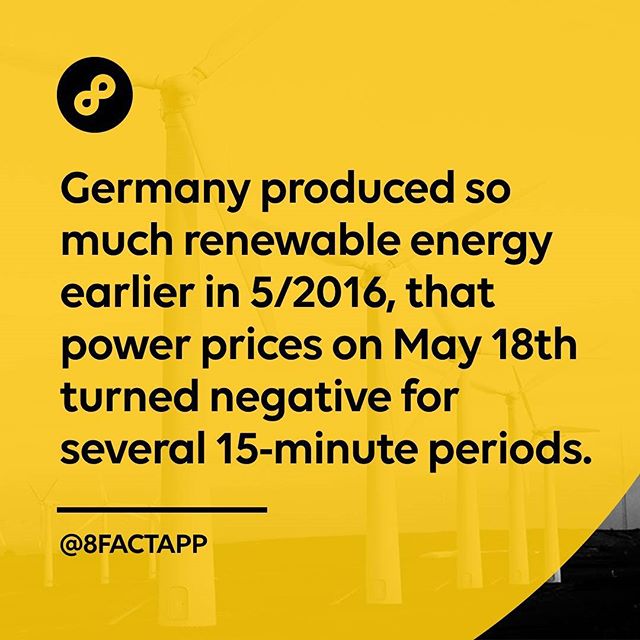 Germany produced so
much renewable energy
earlier in 5/2016, that
power prices on May 18th
turned negative for
several 15-minute periods.
@8FACTAPP